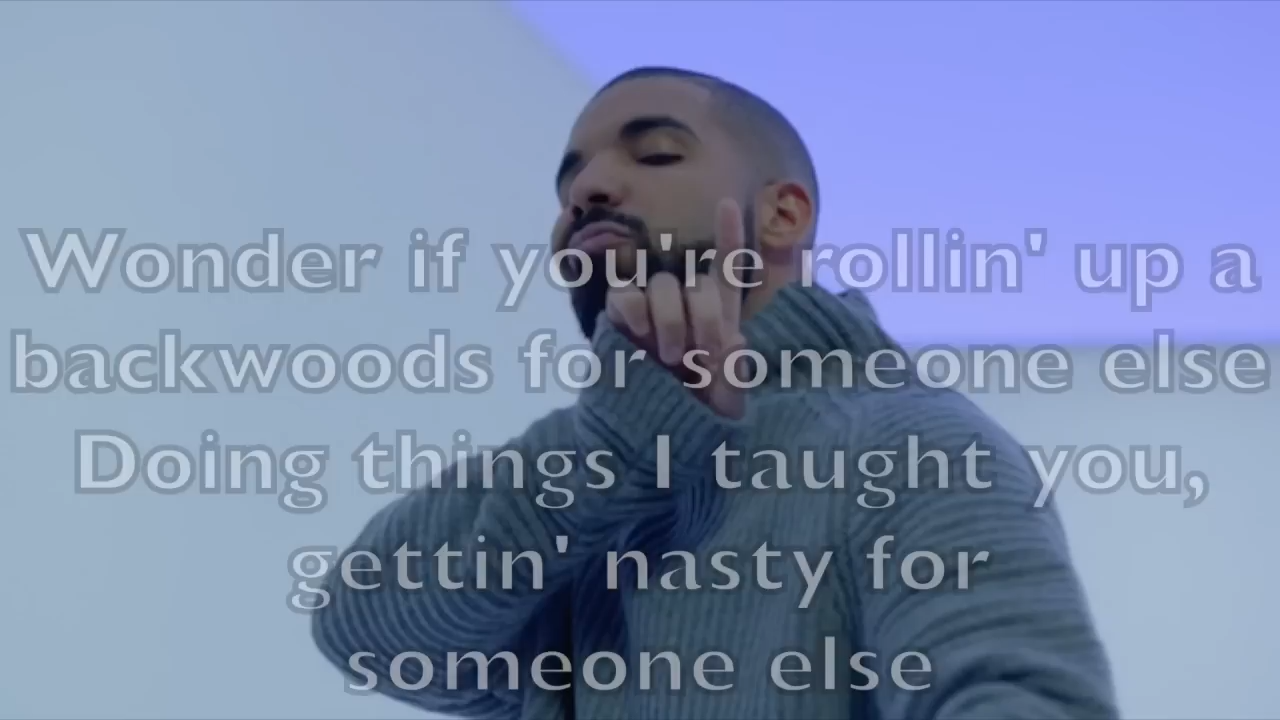 Wonder if you're rollin' up a
backwoods for someone else
Doing things I taught you,
gettin' nasty for
someone else